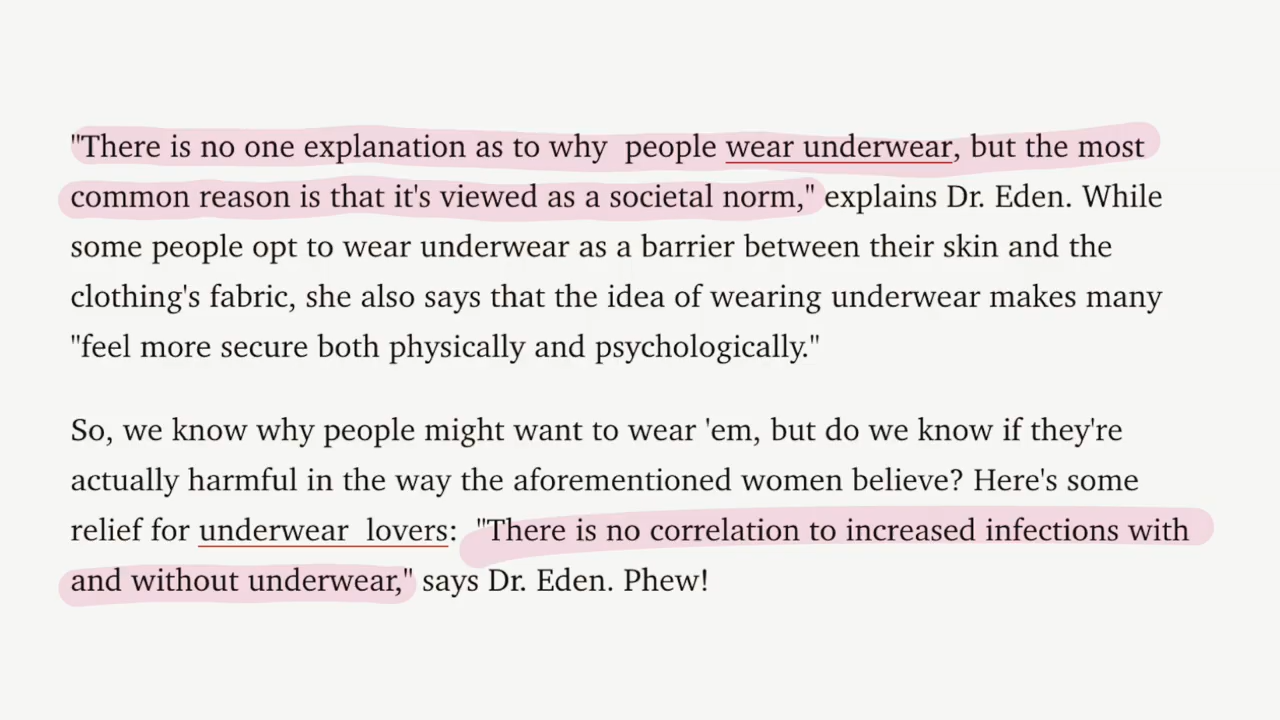 "There is no one explanation as to why  people wear underwear, but the most
common reason is that it's viewed as a societal norm," explains Dr. Eden. While
some people opt to wear underwear as a barrier between their skin and the
clothing's fabric, she also says that the idea of wearing underwear makes many
"feel more secure both physically and psychologically."
So, we know why people might want to wear 'em, but do we know if they're
actually harmful in the way the aforementioned women believe? Here's some
relief for underwear  lovers:  "There is no correlation to increased infections with
and without underwear," says Dr. Eden. Phew!